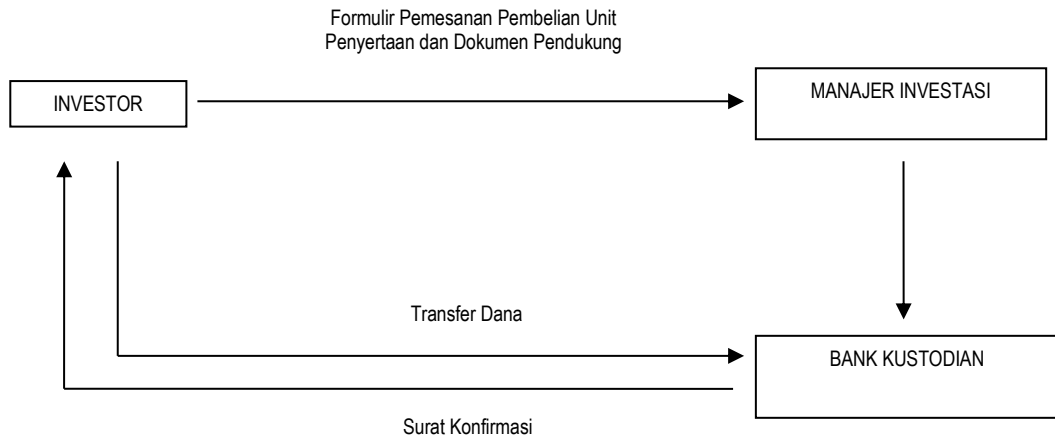 Formulir Pemesanan Pembelian Unit
Penyertaan dan Dokumen Pendukung
INVESTOR
MANAJER INVESTASI
Transfer Dana
BANK KUSTODIAN
Surat Konfirmasi